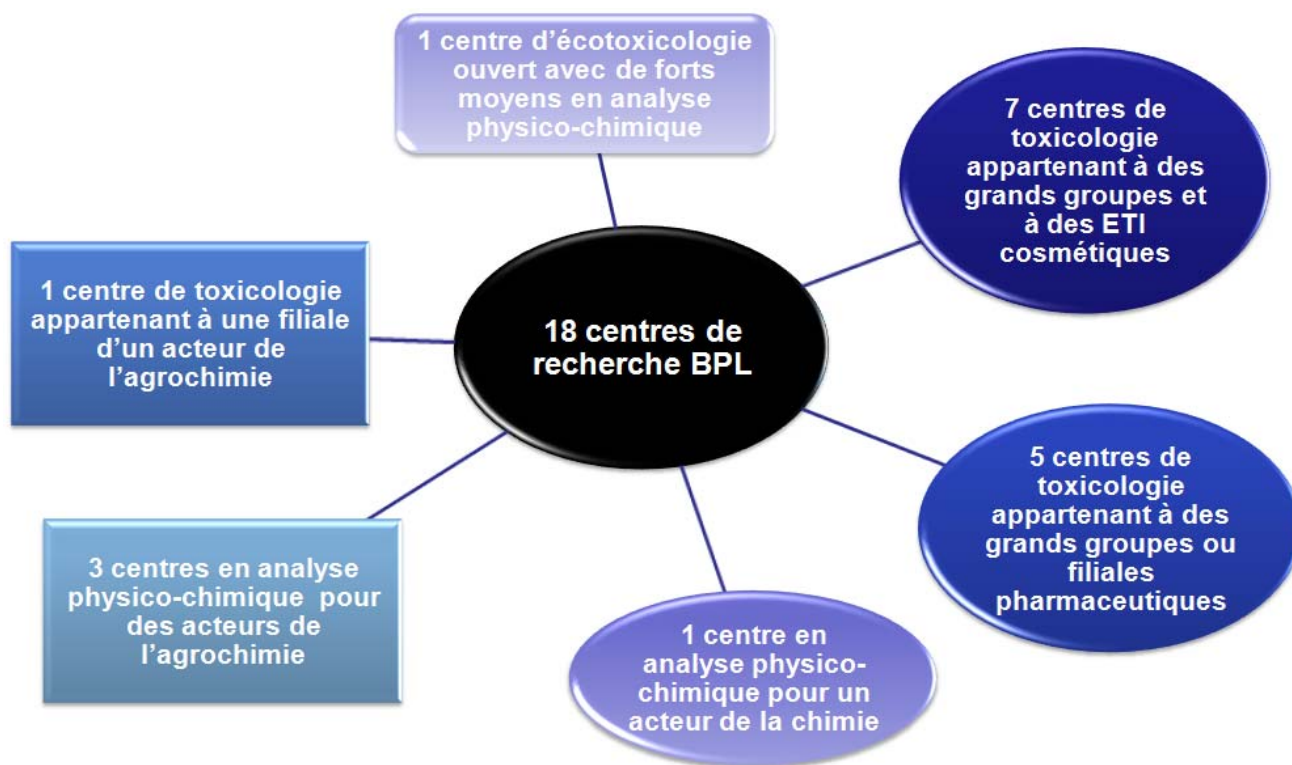 1 centre d’écotoxicologie
ouvert avec de forts
moyens en analyse
physico-chimique
7 centres de
toxicologie
appartenant à des
grands groupes et
à des ETI
cosmétiques
1 centre de toxicologie
appartenant à une filiale
d’un acteur de
l’agrochimie
18 centres de
recherche BPL
5 centres de
toxicologie
appartenant à des
grands groupes ou
filiales
pharmaceutiques
3 centres en analyse
physico-chimique pour
des acteurs de
l’agrochimie
1 centre en
analyse physico-
chimique pour un
acteur de la chimie